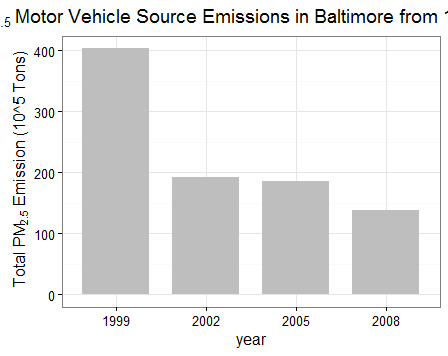 .5 Motor Vehicle Source Emissions in Baltimore from 1
Total PM2.5 Emission (10^5 Tons)
400
300
200
100
0
1999 2002 2005 2008
year